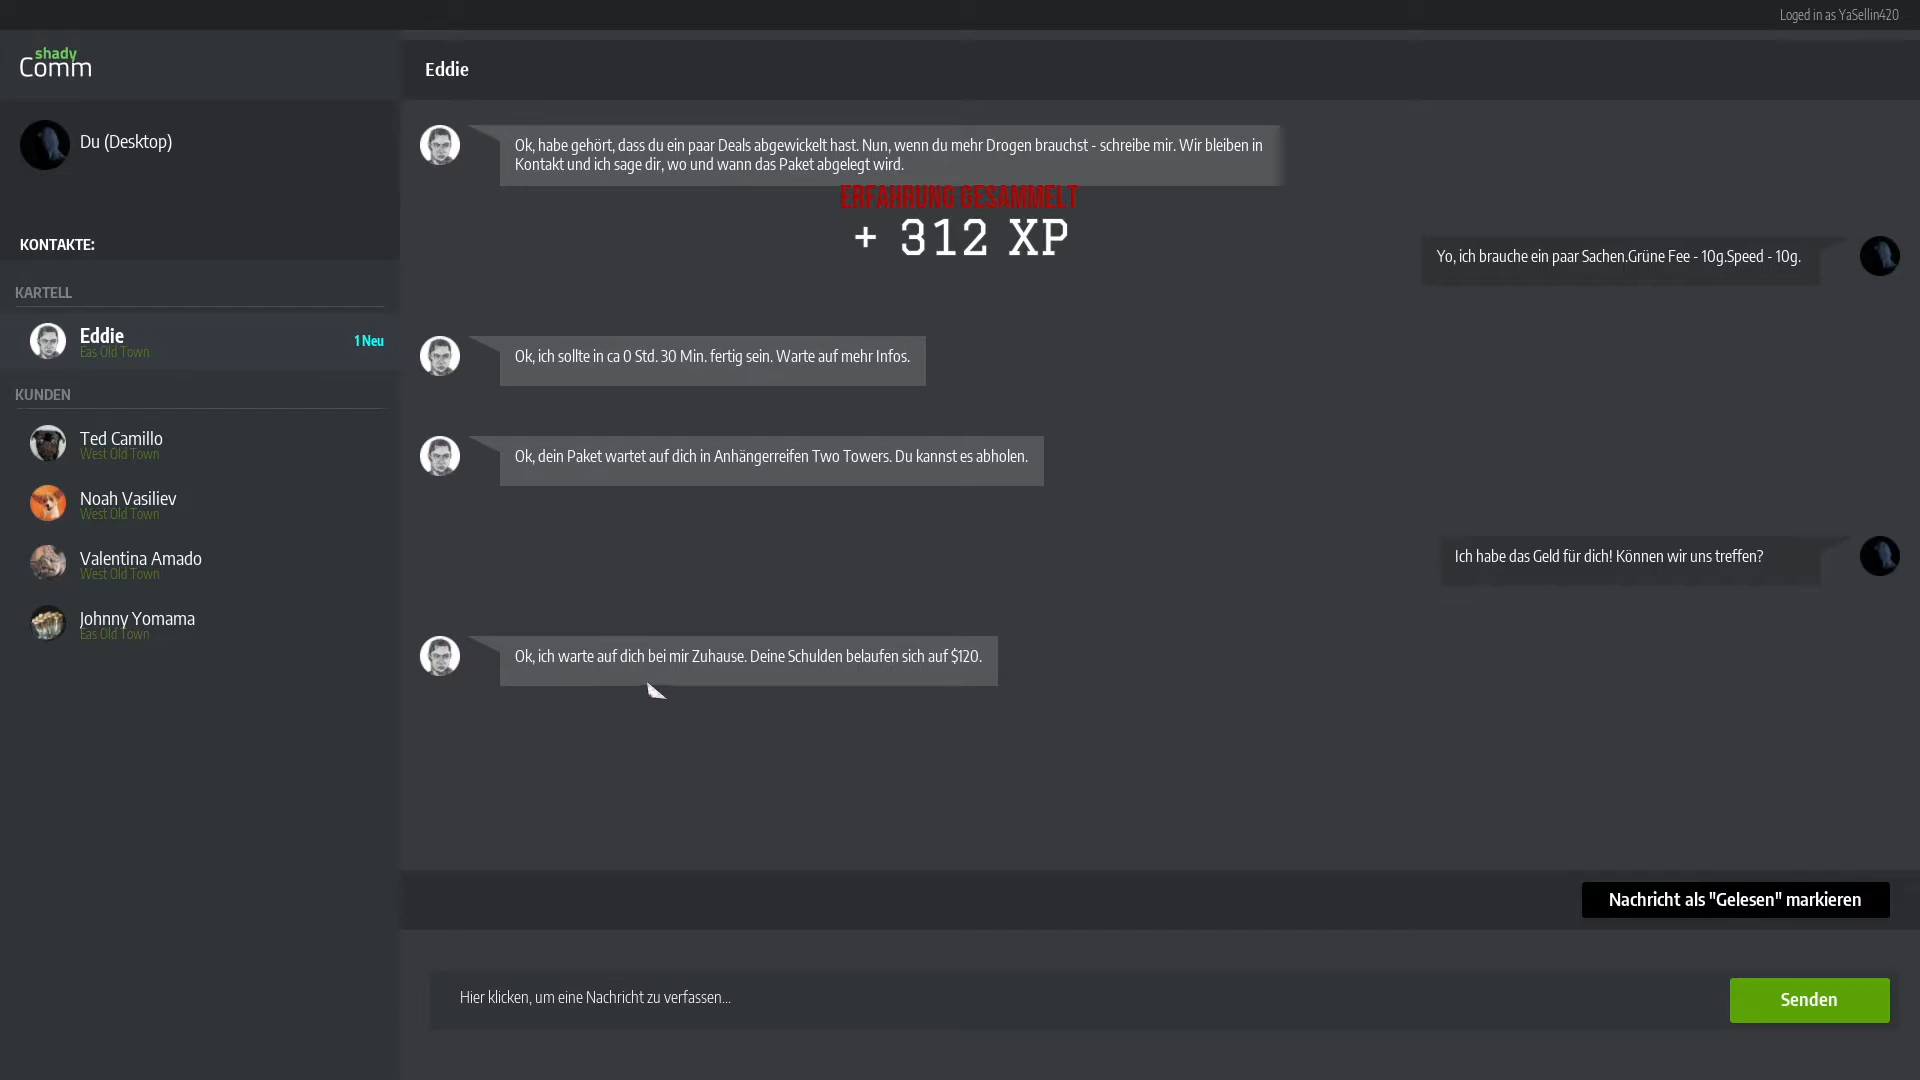 Loged in as YaSellin420
shady
Comm
Eddie
Du (Desktop)
KONTAKTE:
KARTELL
Eddie
Eas Old Town
1 Neu
KUNDEN
Ted Camillo
West Old Town
Noah Vasiliev
West Old Town
Valentina Amado
West Old Town
Johnny Yomama
Eas Old Town
Ok, habe gehört, dass du ein paar Deals abgewickelt hast. Nun, wenn du mehr Drogen brauchst - schreibe mir. Wir bleiben in
Kontakt und ich sage dir, wo und wann das Paket abgelegt wird.
ERFAHRUNG GESAMMELT
+ 312 XP
Yo, ich brauche ein paar Sachen.Grüne Fee - 10g.Speed - 10g.
Ok, ich sollte in ca 0 Std. 30 Min. fertig sein. Warte auf mehr Infos.
Ok, dein Paket wartet auf dich in Anhängerreifen Two Towers. Du kannst es abholen.
Ich habe das Geld für dich! Können wir uns treffen?
Ok, ich warte auf dich bei mir Zuhause. Deine Schulden belaufen sich auf $120.
Nachricht als "Gelesen" markieren
Hier klicken, um eine Nachricht zu verfassen...
Senden